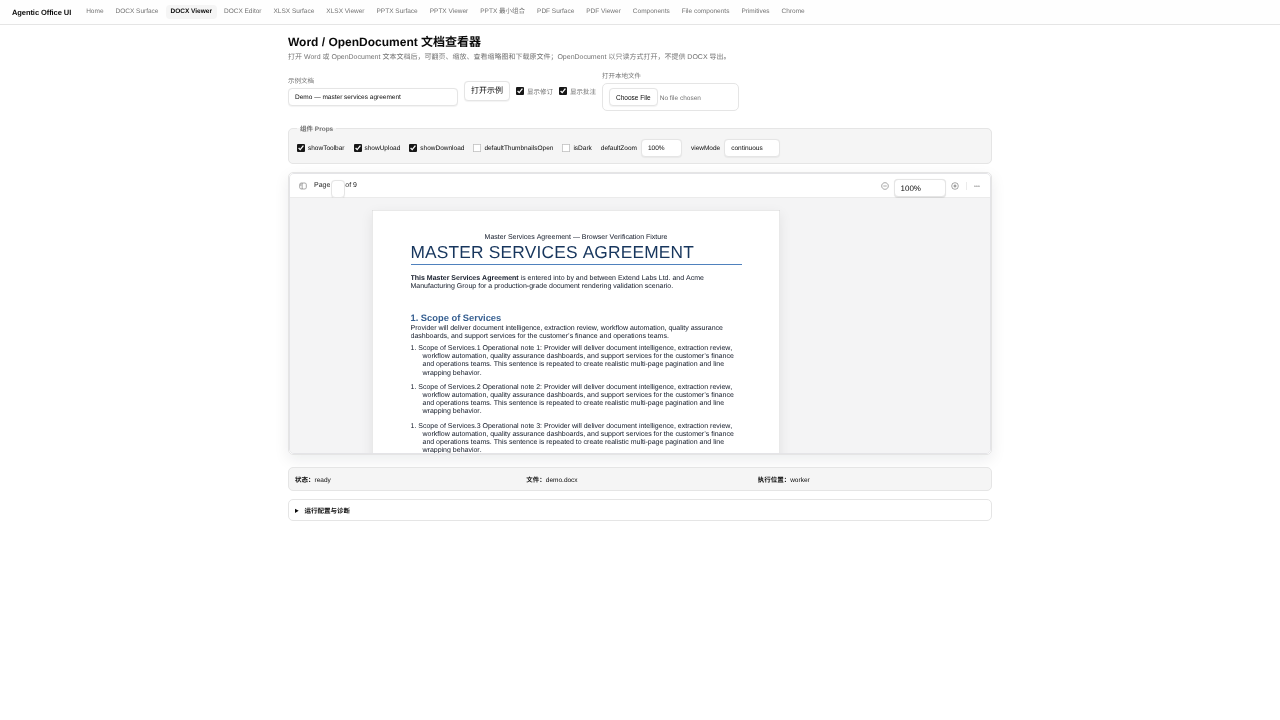 Agentic Office UI Home DOCX Surface DOCX Viewer DOCX Editor XLSX Surface XLSX Viewer PPTX Surface PPTX Viewer PPTX 最小组合 PDF Surface PDF Viewer Components File components Primitives Chrome
Word / OpenDocument 文档查看器
打开 Word 或 OpenDocument 文本文档后，可翻页、缩放、查看缩略图和下载原文件；OpenDocument 以只读方式打开，不提供 DOCX 导出。
示例文档
Demo — master services agreement
打开示例
显示修订
显示批注
打开本地文件
Choose File No file chosen
组件 Props
showToolbar showUpload showDownload defaultThumbnailsOpen isDark defaultZoom 100% viewMode continuous
Page of 9 100%
Master Services Agreement — Browser Verification Fixture
MASTER SERVICES AGREEMENT
This Master Services Agreement is entered into by and between Extend Labs Ltd. and Acme
Manufacturing Group for a production-grade document rendering validation scenario.
1. Scope of Services
Provider will deliver document intelligence, extraction review, workflow automation, quality assurance
dashboards, and support services for the customer's finance and operations teams.
1. Scope of Services.1 Operational note 1: Provider will deliver document intelligence, extraction review,
workflow automation, quality assurance dashboards, and support services for the customer's finance
and operations teams. This sentence is repeated to create realistic multi-page pagination and line
wrapping behavior.
1. Scope of Services.2 Operational note 2: Provider will deliver document intelligence, extraction review,
workflow automation, quality assurance dashboards, and support services for the customer's finance
and operations teams. This sentence is repeated to create realistic multi-page pagination and line
wrapping behavior.
1. Scope of Services.3 Operational note 3: Provider will deliver document intelligence, extraction review,
workflow automation, quality assurance dashboards, and support services for the customer's finance
and operations teams. This sentence is repeated to create realistic multi-page pagination and line
wrapping behavior.
状态：ready 文件：demo.docx 执行位置：worker
运行配置与诊断